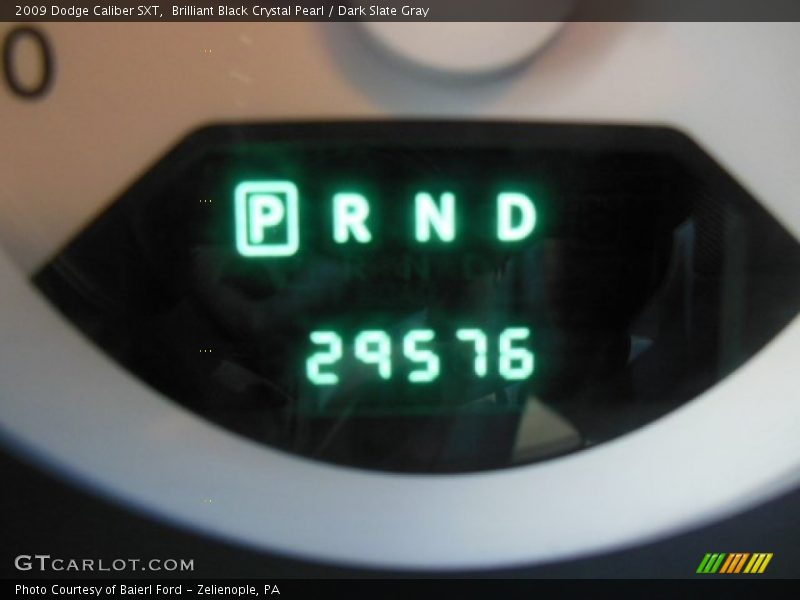 2009 Dodge Caliber SXT,  Brilliant Black Crystal Pearl / Dark Slate Gray
0
P R N D
29576
GTCARLOT.COM
Photo Courtesy of Baierl Ford - Zelienople, PA